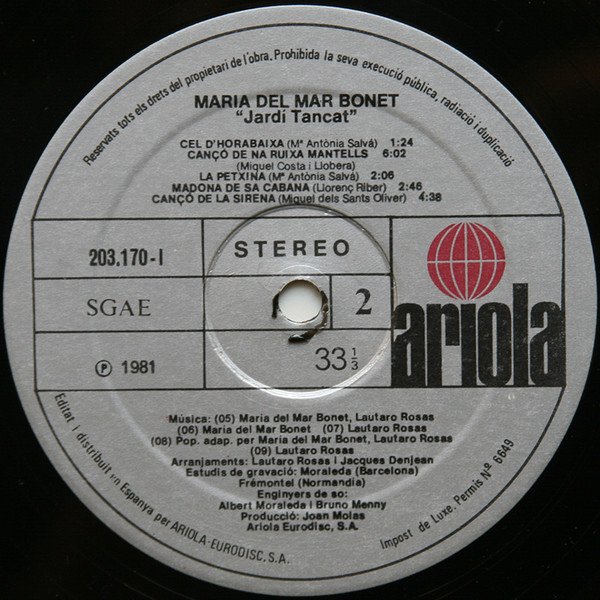 Reservats tots els drets del propietari de l'obra. Prohibida la seva execució pública, radiació i duplicació
MARIA DEL MAR BONET
"Jardí Tancat"
CEL D'HORABAIXA (Mª Antònia Salvá) 1:24
CANÇÓ DE NA RUIXA MANTELLS 6:02
(Miquel Costa i Llobera)
LA PETXINA (Mª Antònia Salvá) 2:06
MADONA DE SA CABANA (Llorenç Riber) 2:46
CANÇÓ DE LA SIRENA (Miquel dels Sants Oliver) 4:38
203.170-I
STEREO
SGAE
2
ariola
℗ 1981
33 1/3
Música: (05) Maria del Mar Bonet, Lautaro Rosas
(06) Maria del Mar Bonet (07) Lautaro Rosas
(08) Pop. adap. per Maria del Mar Bonet, Lautaro Rosas
(09) Lautaro Rosas
Arranjaments: Lautaro Rosas i Jacques Denjean
Estudis de gravació: Moraleda (Barcelona)
Frémontel (Normandia)
Enginyers de so:
Albert Moraleda i Bruno Menny
Producció: Joan Molas
Ariola Eurodisc, S.A.
Editat i distribuït en Espanya per ARIOLA-EURODISC, S.A.
Impost de Luxe. Permis Nº 6649